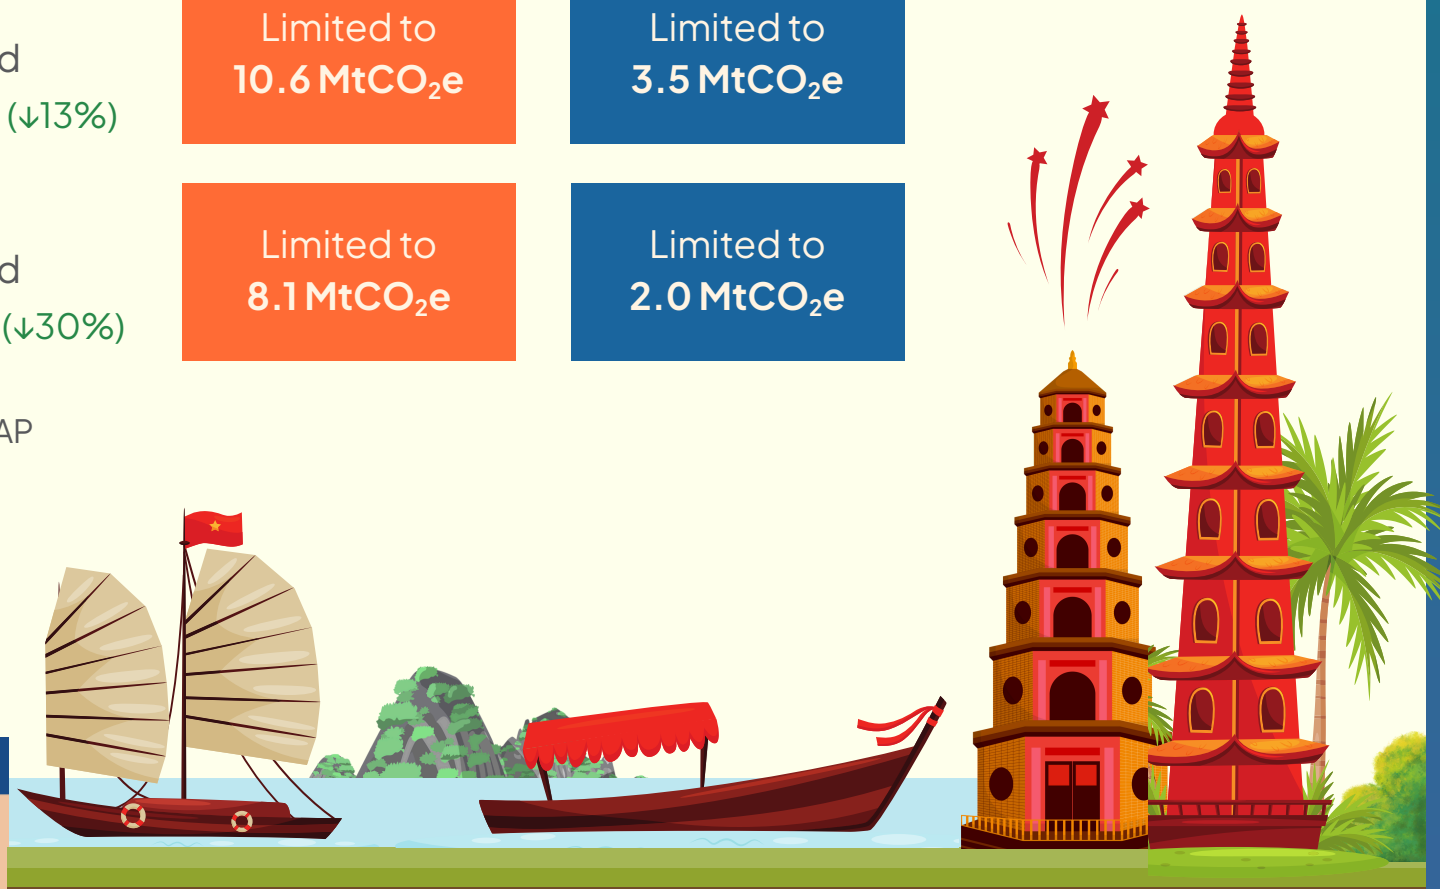 Limited to
10.6 MtCO₂e
Limited to
3.5 MtCO₂e
d
(↓13%)
Limited to
8.1 MtCO₂e
Limited to
2.0 MtCO₂e
d
(↓30%)
AP